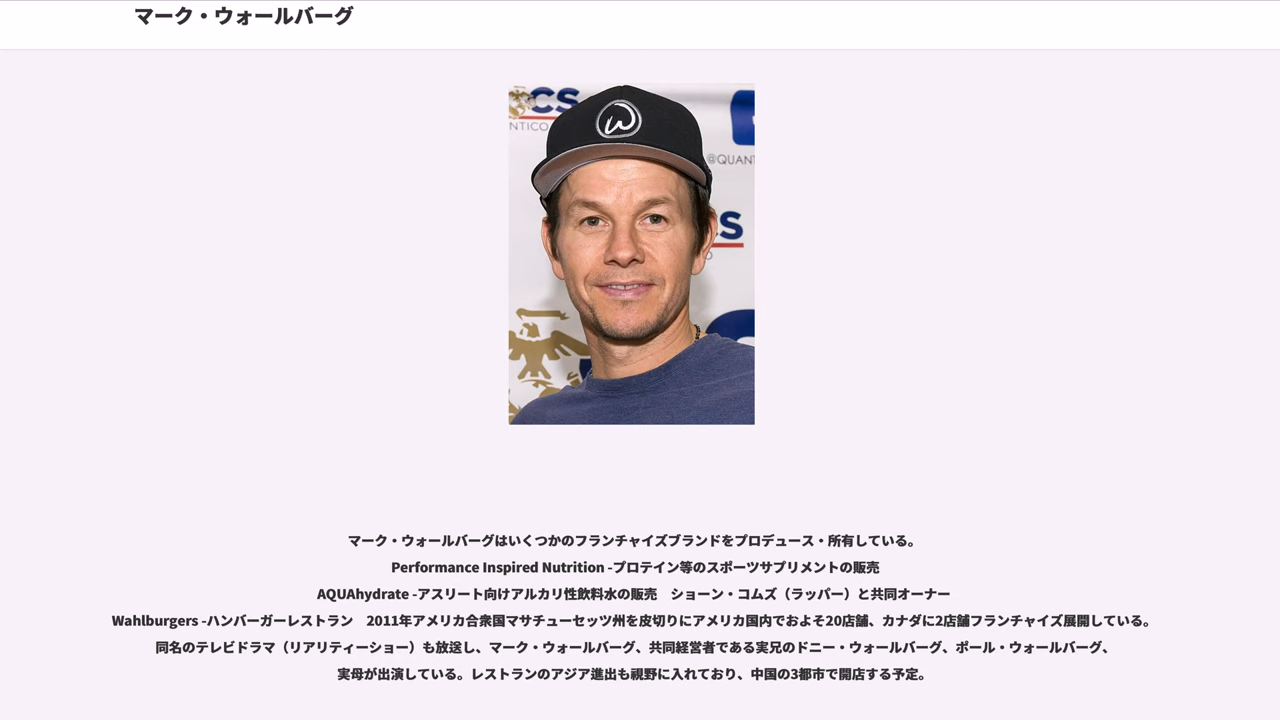 マーク・ウォールバーグ
CS
NTICO
W
@QUANT
CS
マーク・ウォールバーグはいくつかのフランチャイズブランドをプロデュース・所有している。
Performance Inspired Nutrition -プロテイン等のスポーツサプリメントの販売
AQUAhydrate -アスリート向けアルカリ性飲料水の販売　ショーン・コムズ（ラッパー）と共同オーナー
Wahlburgers -ハンバーガーレストラン　2011年アメリカ合衆国マサチューセッツ州を皮切りにアメリカ国内でおよそ20店舗、カナダに2店舗フランチャイズ展開している。
同名のテレビドラマ（リアリティーショー）も放送し、マーク・ウォールバーグ、共同経営者である実兄のドニー・ウォールバーグ、ポール・ウォールバーグ、
実母が出演している。レストランのアジア進出も視野に入れており、中国の3都市で開店する予定。